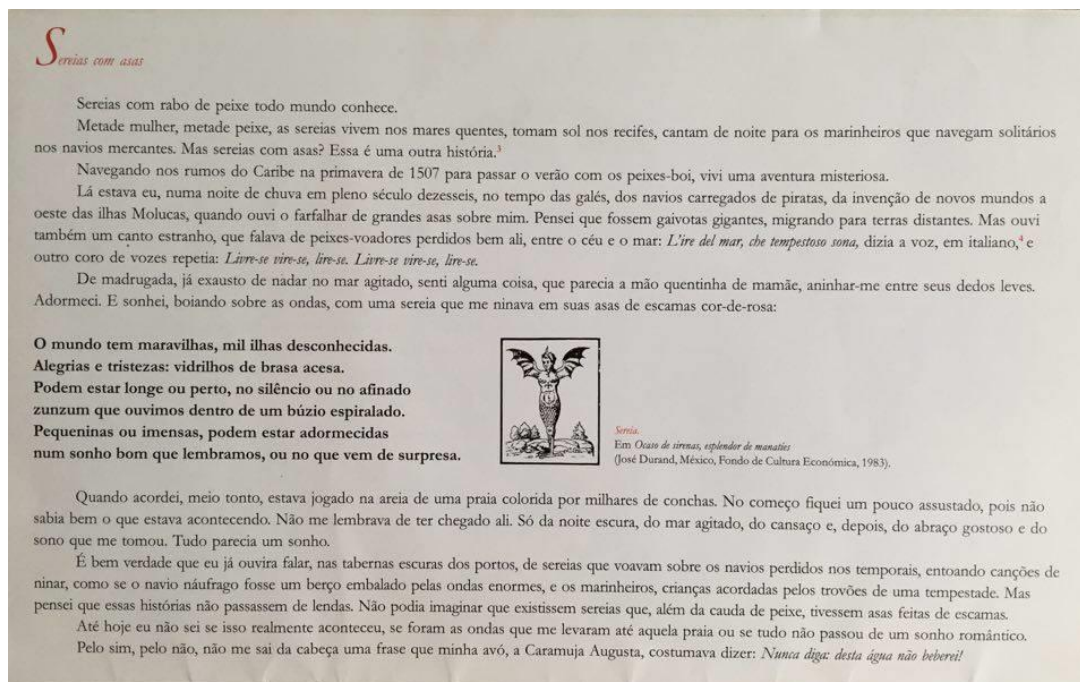 Sereias com asas
Sereias com rabo de peixe todo mundo conhece.
Metade mulher, metade peixe, as sereias vivem nos mares quentes, tomam sol nos recifes, cantam de noite para os marinheiros que navegam solitários
nos navios mercantes. Mas sereias com asas? Essa é uma outra história.³
Navegando nos rumos do Caribe na primavera de 1507 para passar o verão com os peixes-boi, vivi uma aventura misteriosa.
Lá estava eu, numa noite de chuva em pleno século dezesseis, no tempo das galés, dos navios carregados de piratas, da invenção de novos mundos a
oeste das ilhas Molucas, quando ouvi o farfalhar de grandes asas sobre mim. Pensei que fossem gaivotas gigantes, migrando para terras distantes. Mas ouvi
também um canto estranho, que falava de peixes-voadores perdidos bem ali, entre o céu e o mar: L'ire del mar, che tempestoso sona, dizia a voz, em italiano,⁴ e
outro coro de vozes repetia: Livre-se vire-se, lire-se. Livre-se vire-se, lire-se.
De madrugada, já exausto de nadar no mar agitado, senti alguma coisa, que parecia a mão quentinha de mamãe, aninhar-me entre seus dedos leves.
Adormeci. E sonhei, boiando sobre as ondas, com uma sereia que me ninava em suas asas de escamas cor-de-rosa:
O mundo tem maravilhas, mil ilhas desconhecidas.
Alegrias e tristezas: vidrilhos de brasa acesa.
Podem estar longe ou perto, no silêncio ou no afinado
zunzum que ouvimos dentro de um búzio espiralado.
Pequeninas ou imensas, podem estar adormecidas
num sonho bom que lembramos, ou no que vem de surpresa.
Sereia.
Em Ocaso de sirenas, esplendor de manatíes
(José Durand, México, Fondo de Cultura Económica, 1983).
Quando acordei, meio tonto, estava jogado na areia de uma praia colorida por milhares de conchas. No começo fiquei um pouco assustado, pois não
sabia bem o que estava acontecendo. Não me lembrava de ter chegado ali. Só da noite escura, do mar agitado, do cansaço e, depois, do abraço gostoso e do
sono que me tomou. Tudo parecia um sonho.
É bem verdade que eu já ouvira falar, nas tabernas escuras dos portos, de sereias que voavam sobre os navios perdidos nos temporais, entoando canções de
ninar, como se o navio náufrago fosse um berço embalado pelas ondas enormes, e os marinheiros, crianças acordadas pelos trovões de uma tempestade. Mas
pensei que essas histórias não passassem de lendas. Não podia imaginar que existissem sereias que, além da cauda de peixe, tivessem asas feitas de escamas.
Até hoje eu não sei se isso realmente aconteceu, se foram as ondas que me levaram até aquela praia ou se tudo não passou de um sonho romântico.
Pelo sim, pelo não, não me sai da cabeça uma frase que minha avó, a Caramuja Augusta, costumava dizer: Nunca diga: desta água não beberei!